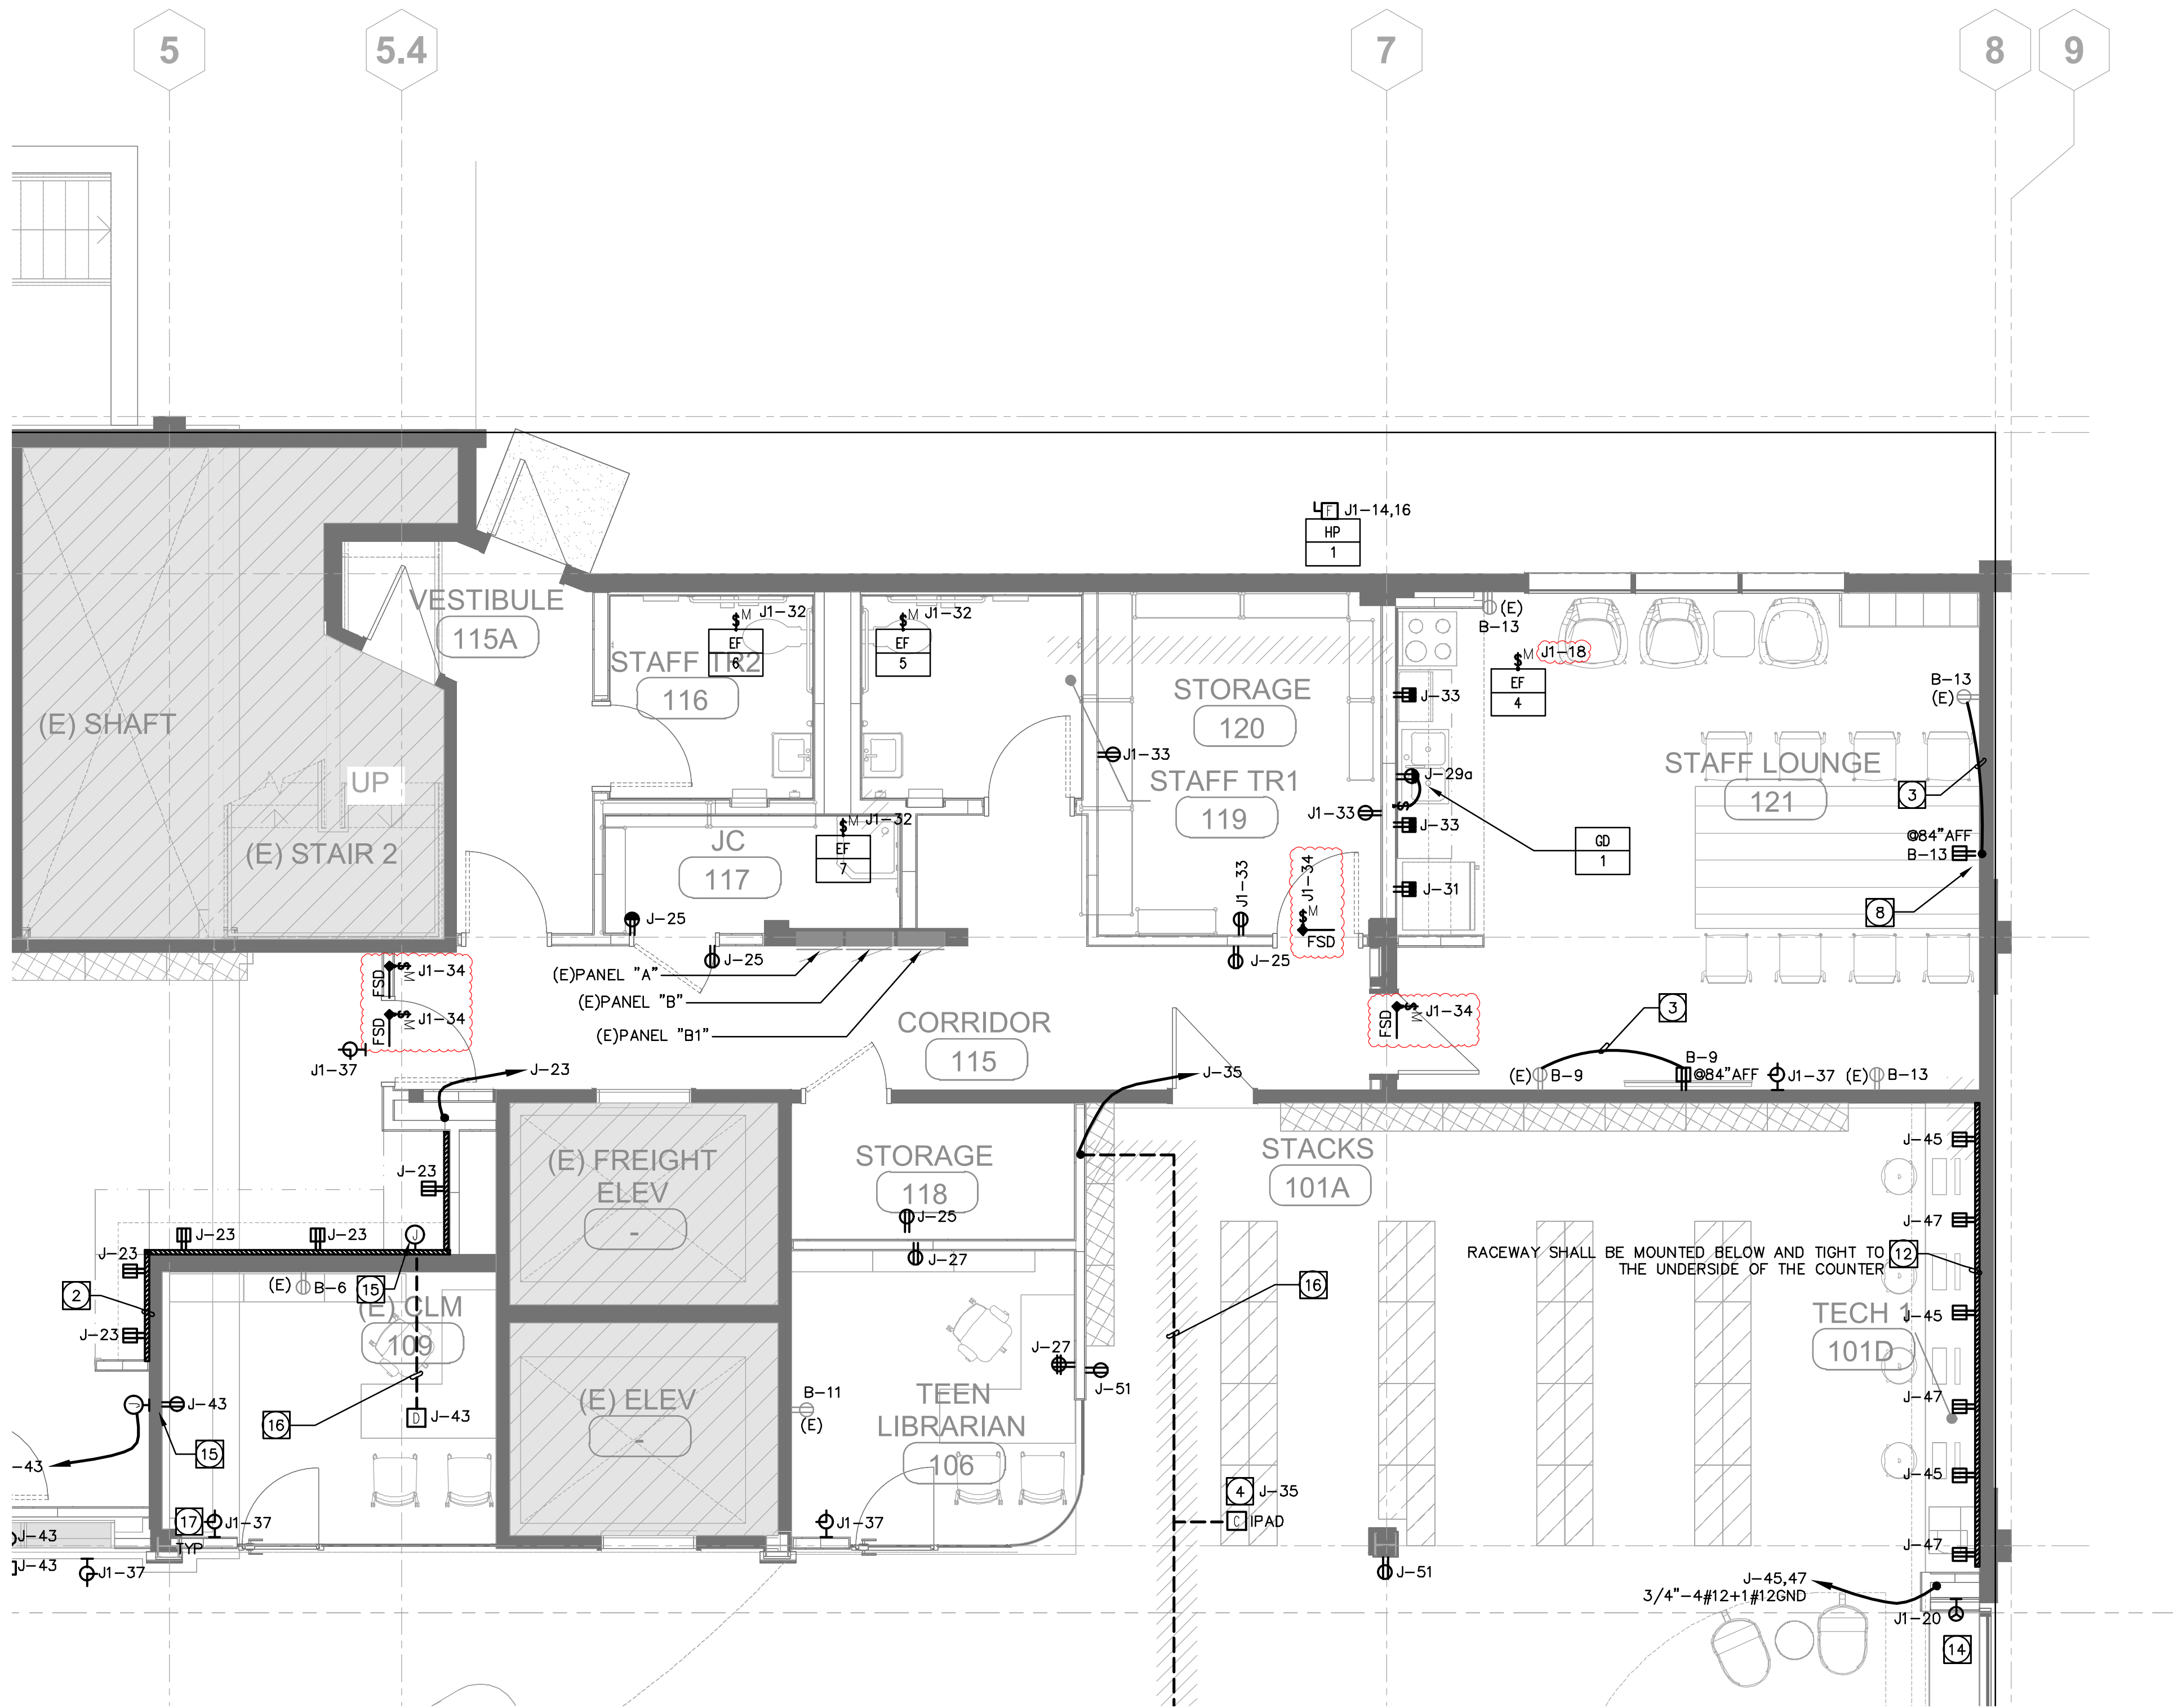 5
5.4
7
8
9
J1-14,16
F
HP
1
VESTIBULE
115A
M J1-32
EF
6
STAFF TR2
116
M J1-32
EF
5
(E)
B-13
M J1-18
EF
4
B-13
(E)
(E) SHAFT
UP
(E) STAIR 2
STORAGE
120
J1-33
STAFF TR1
119
J1-33
J-33
J-29a
J-33
J-31
STAFF LOUNGE
121
3
@84"AFF
B-13
8
GD
1
M J1-32
EF
7
JC
117
J-25
J-25
J1-33
J-25
J1-34
M
FSD
(E)PANEL "A"
(E)PANEL "B"
(E)PANEL "B1"
FSD
M
J1-34
FSD
M
J1-34
J1-37
CORRIDOR
115
FSD
M
J1-34
3
(E) B-9
B-9
@84"AFF
J1-37
(E) B-13
J-23
J-35
J-23
J-23
J-23
J
J-23
J-23
2
(E) B-6
15
(E) CLM
109
(E) FREIGHT
ELEV
-
STORAGE
118
J-25
J-27
STACKS
101A
J-45
J-47
RACEWAY SHALL BE MOUNTED BELOW AND TIGHT TO
THE UNDERSIDE OF THE COUNTER
12
16
J-45
TECH 1
101D
J-47
J-45
J-47
J-27
J-51
(E) ELEV
-
B-11
(E)
TEEN
LIBRARIAN
106
J
J-43
15
16
D J-43
-43
4 J-35
C IPAD
17
TYP
J1-37
J1-37
J-43
J-43
J1-37
J-51
J-45,47
3/4"-4#12+1#12GND
J1-20
14